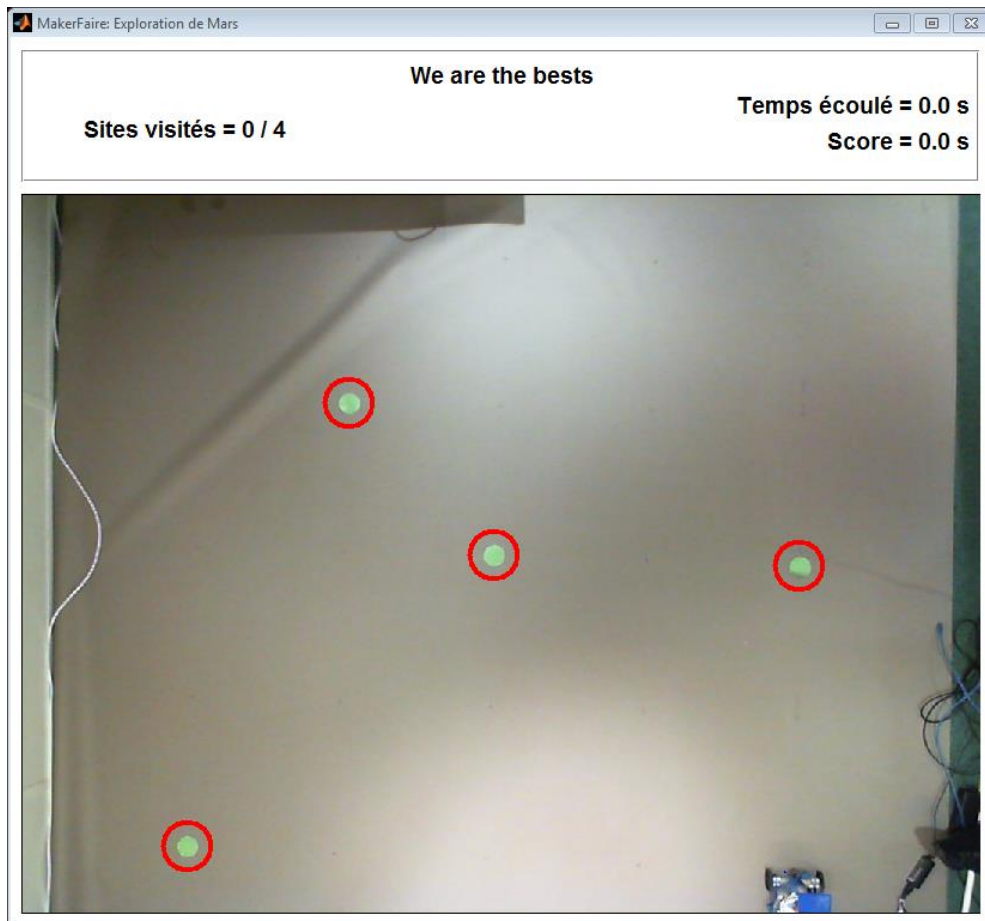 MakerFaire: Exploration de Mars
We are the bests
Temps écoulé = 0.0 s
Sites visités = 0 / 4
Score = 0.0 s